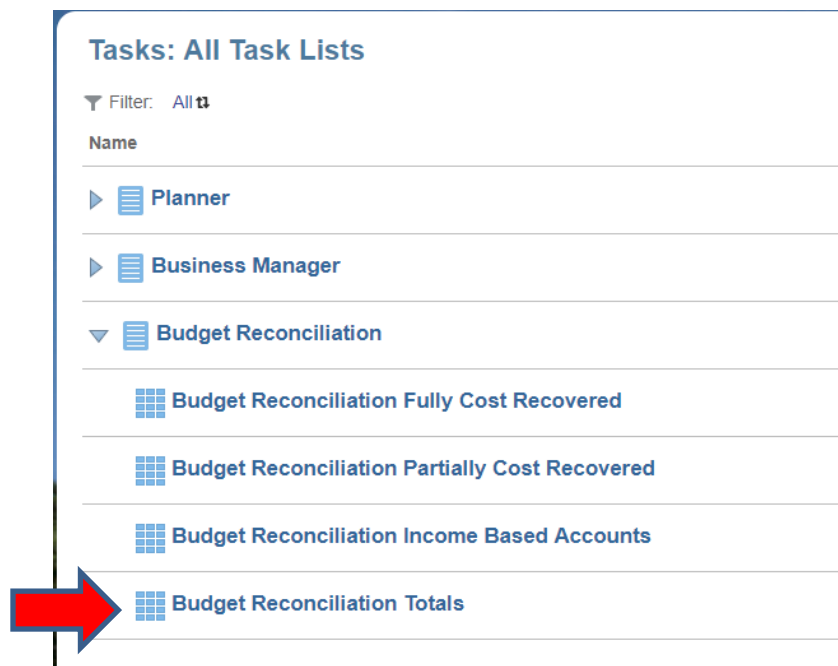 Tasks: All Task Lists
Filter: All
Name
Planner
Business Manager
Budget Reconciliation
Budget Reconciliation Fully Cost Recovered
Budget Reconciliation Partially Cost Recovered
Budget Reconciliation Income Based Accounts
Budget Reconciliation Totals